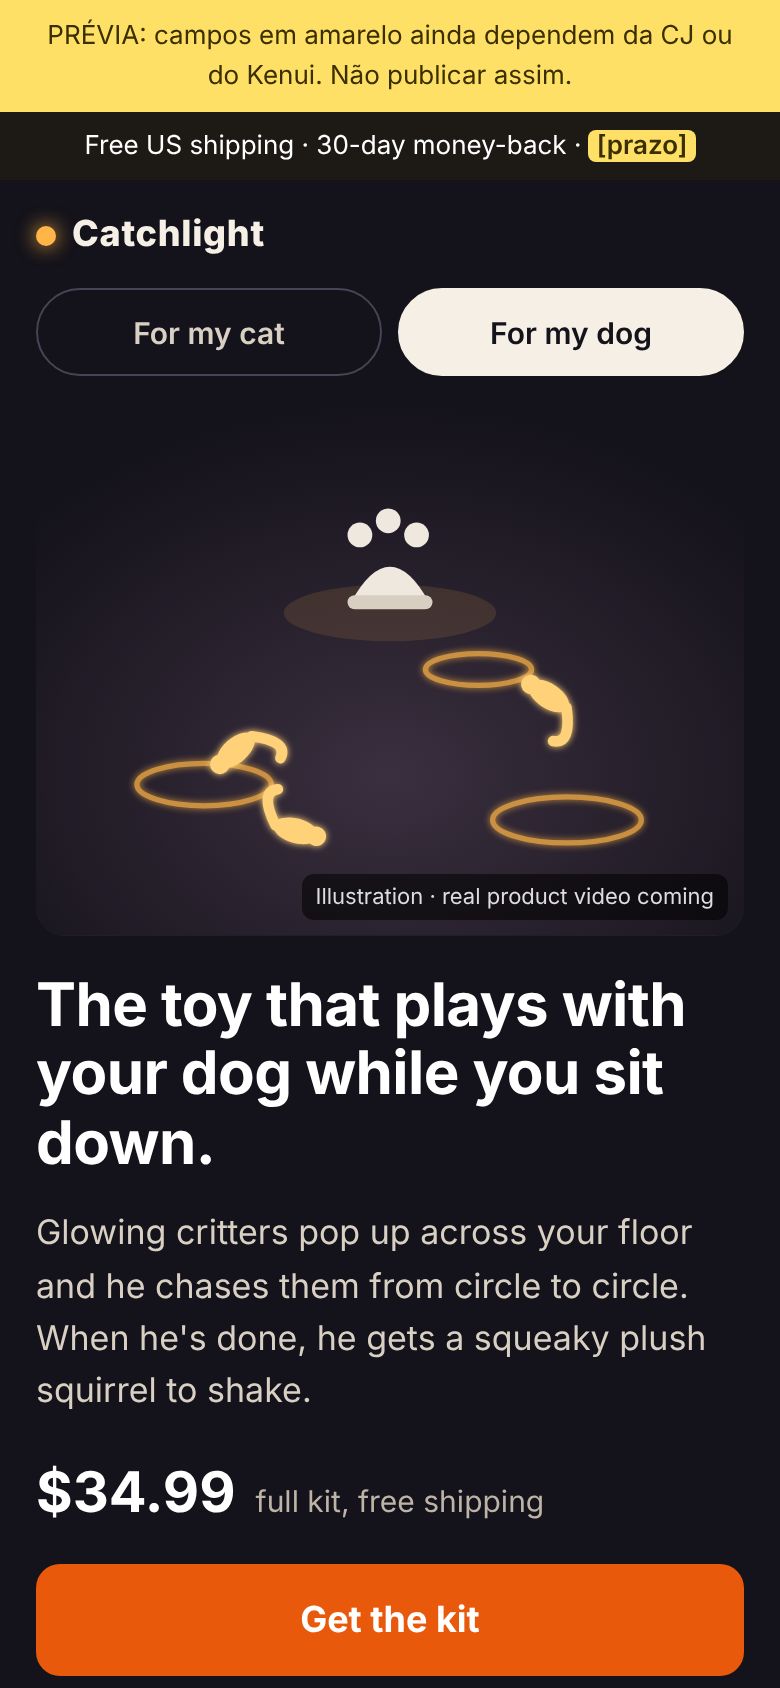 PRÉVIA: campos em amarelo ainda dependem da CJ ou
do Kenui. Não publicar assim.
Free US shipping · 30-day money-back · [prazo]
Catchlight
For my cat
For my dog
Illustration · real product video coming
The toy that plays with
your dog while you sit
down.
Glowing critters pop up across your floor
and he chases them from circle to circle.
When he's done, he gets a squeaky plush
squirrel to shake.
$34.99 full kit, free shipping
Get the kit